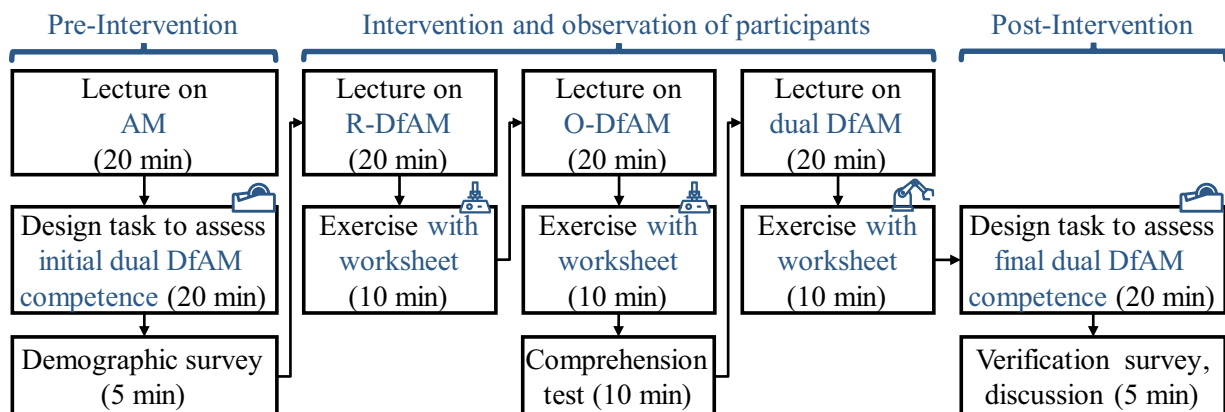 Pre-Intervention
Intervention and observation of participants
Post-Intervention
Lecture on
AM
(20 min)
Design task to assess
initial dual DfAM
competence (20 min)
Demographic survey
(5 min)
Lecture on
R-DfAM
(20 min)
Exercise with
worksheet
(10 min)
Lecture on
O-DfAM
(20 min)
Exercise with
worksheet
(10 min)
Comprehension
test (10 min)
Lecture on
dual DfAM
(20 min)
Exercise with
worksheet
(10 min)
Design task to assess
final dual DfAM
competence (20 min)
Verification survey,
discussion (5 min)